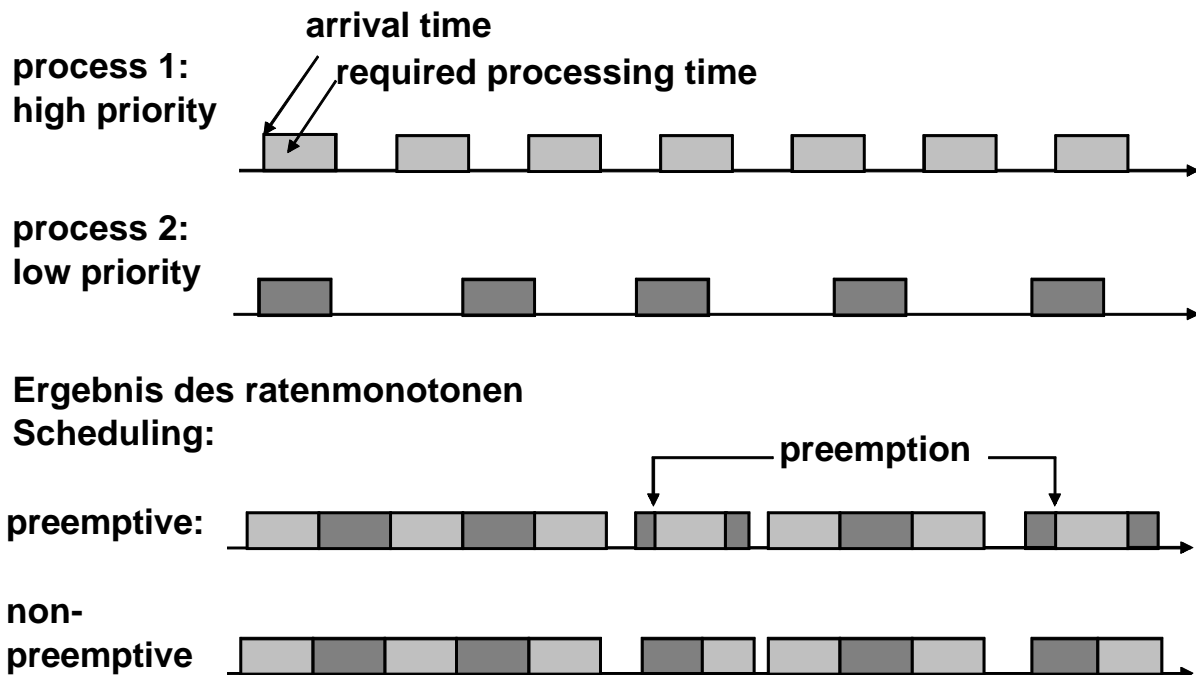 arrival time
process 1:
required processing time
high priority
process 2:
low priority
Ergebnis des ratenmonotonen
Scheduling:
preemption
preemptive:
non-
preemptive